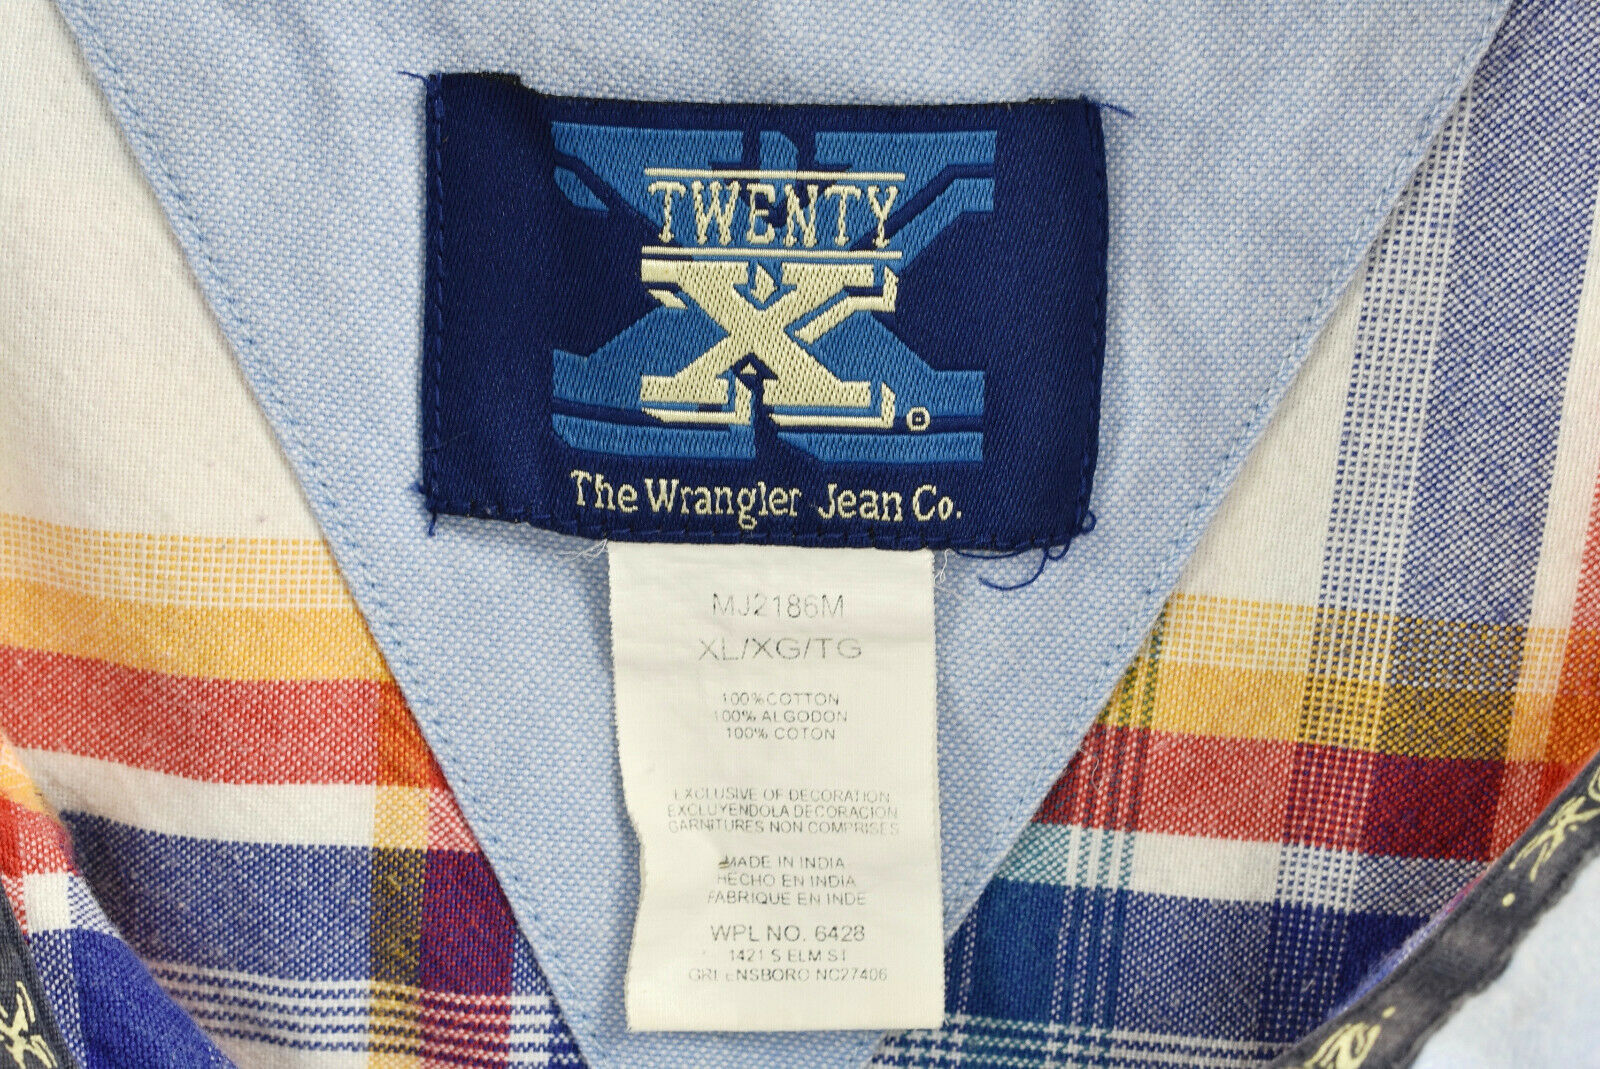 TWENTY
X®
The Wrangler Jean Co.
MJ2186M
XL/XG/TG
100% COTTON
100% ALGODON
100% COTON
EXCLUSIVE OF DECORATION
EXCLUYENDOLA DECORACION
GARNITURES NON COMPRISES
MADE IN INDIA
HECHO EN INDIA
FABRIQUE EN INDE
WPL NO. 6428
1421 S ELM ST
GREENSBORO NC27406